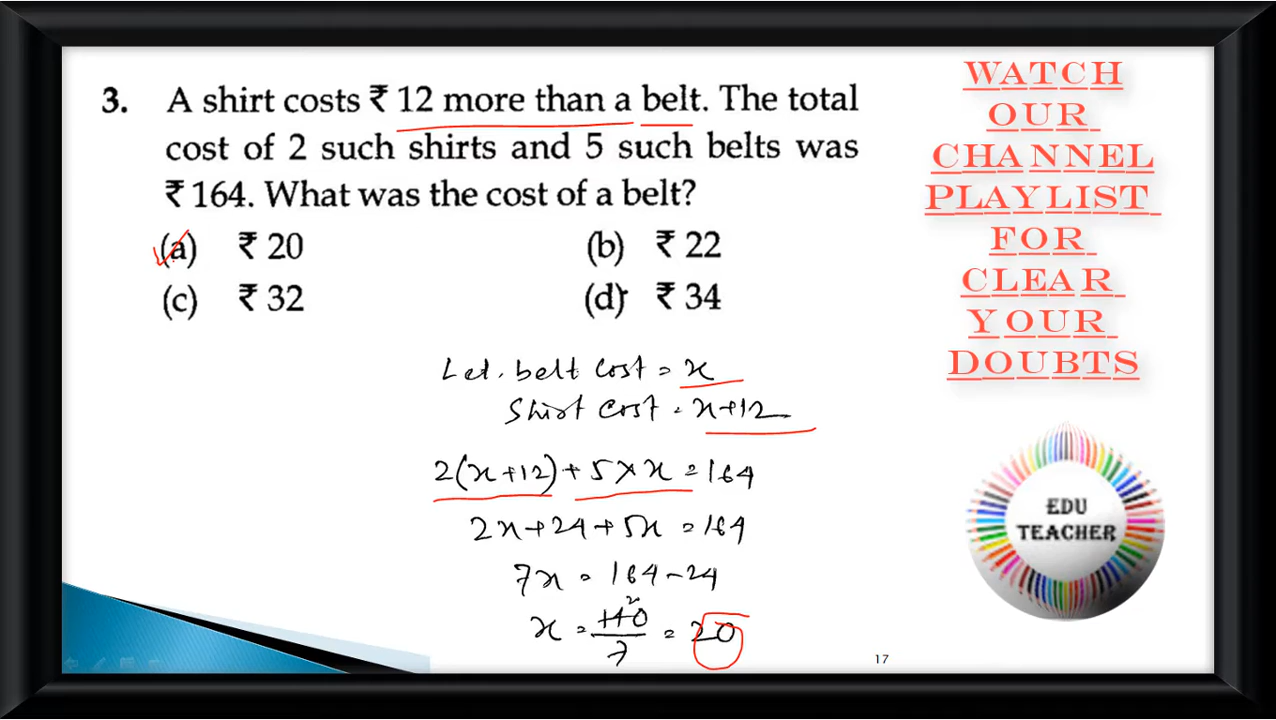 3. A shirt costs ₹ 12 more than a belt. The total
cost of 2 such shirts and 5 such belts was
₹ 164. What was the cost of a belt?
(a) ₹ 20 (b) ₹ 22
(c) ₹ 32 (d) ₹ 34
Let. belt cost = x
Shirt cost = x+12
2(x+12)+5×x=164
2x+24+5x=164
7x = 164-24
x = 140/7 = 20
2
17
WATCH
OUR
CHANNEL
PLAYLIST
FOR
CLEAR
YOUR
DOUBTS
EDU
TEACHER